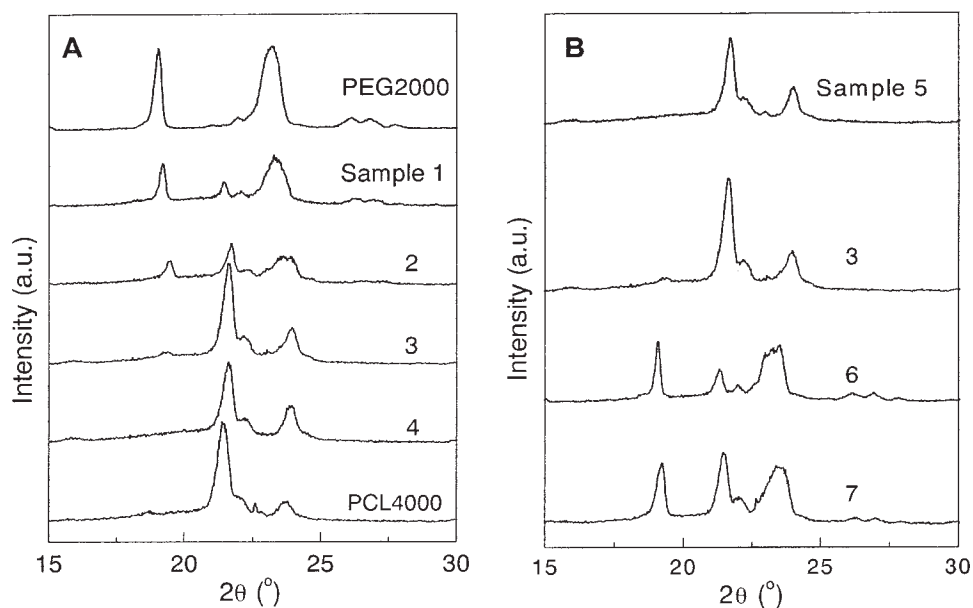 A
PEG2000
Sample 1
2
3
4
PCL4000
Intensity (a.u.)
15 20 25 30
2θ (°)
B
Sample 5
3
6
7
Intensity (a.u.)
15 20 25 30
2θ (°)